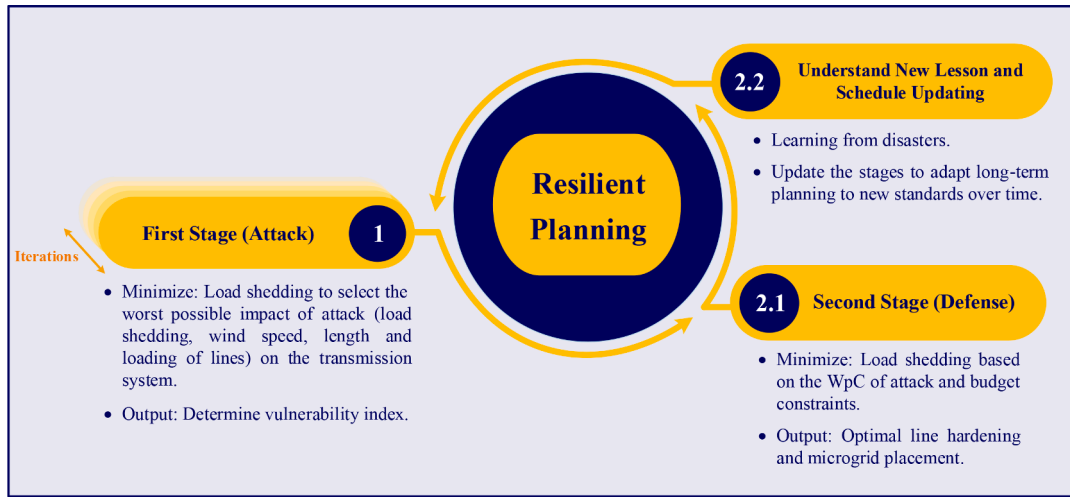 Resilient
Planning
Iterations
First Stage (Attack)
1
• Minimize: Load shedding to select the
worst possible impact of attack (load
shedding, wind speed, length and
loading of lines) on the transmission
system.
• Output: Determine vulnerability index.
2.1
Second Stage (Defense)
• Minimize: Load shedding based
on the WpC of attack and budget
constraints.
• Output: Optimal line hardening
and microgrid placement.
2.2
Understand New Lesson and
Schedule Updating
• Learning from disasters.
• Update the stages to adapt long-term
planning to new standards over time.